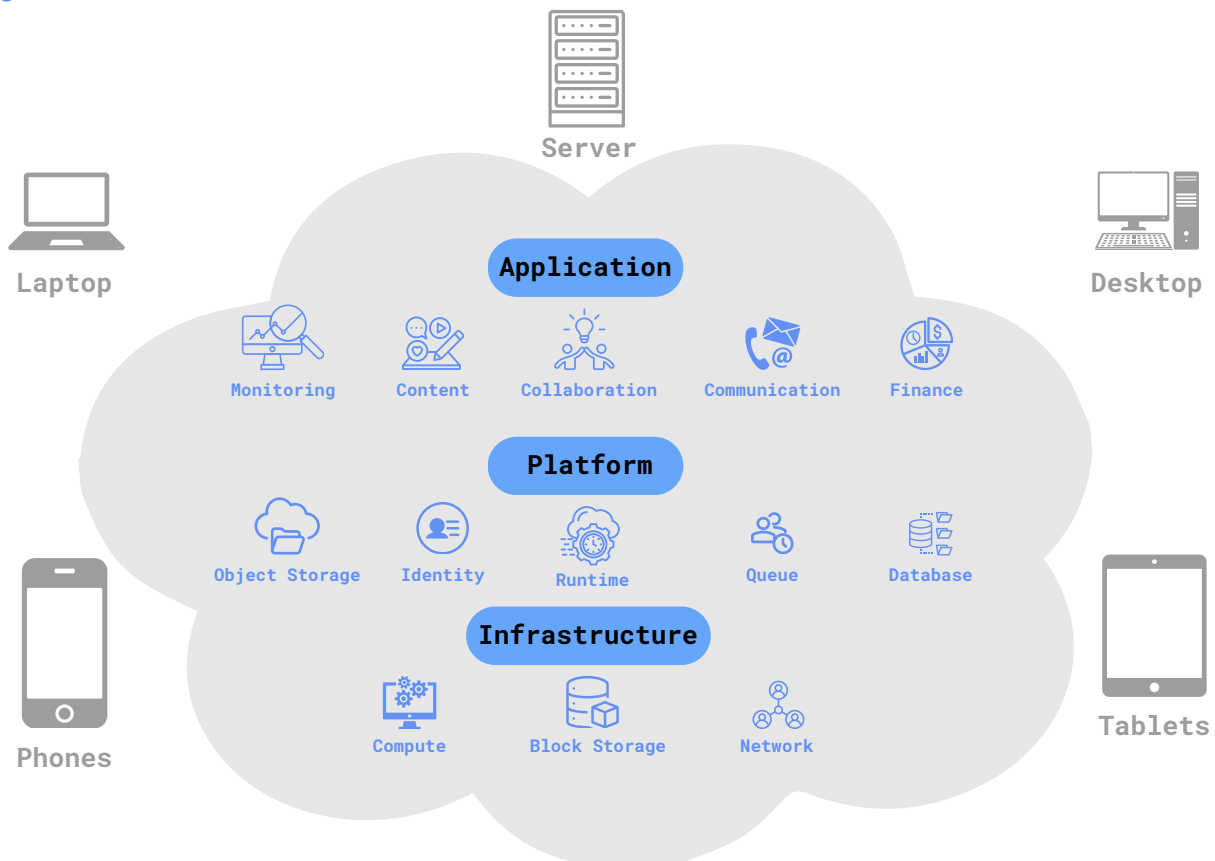 Server
Laptop
Desktop
Application
Monitoring
Content
Collaboration
Communication
Finance
Platform
Object Storage
Identity
Runtime
Queue
Database
Infrastructure
Compute
Block Storage
Network
Phones
Tablets